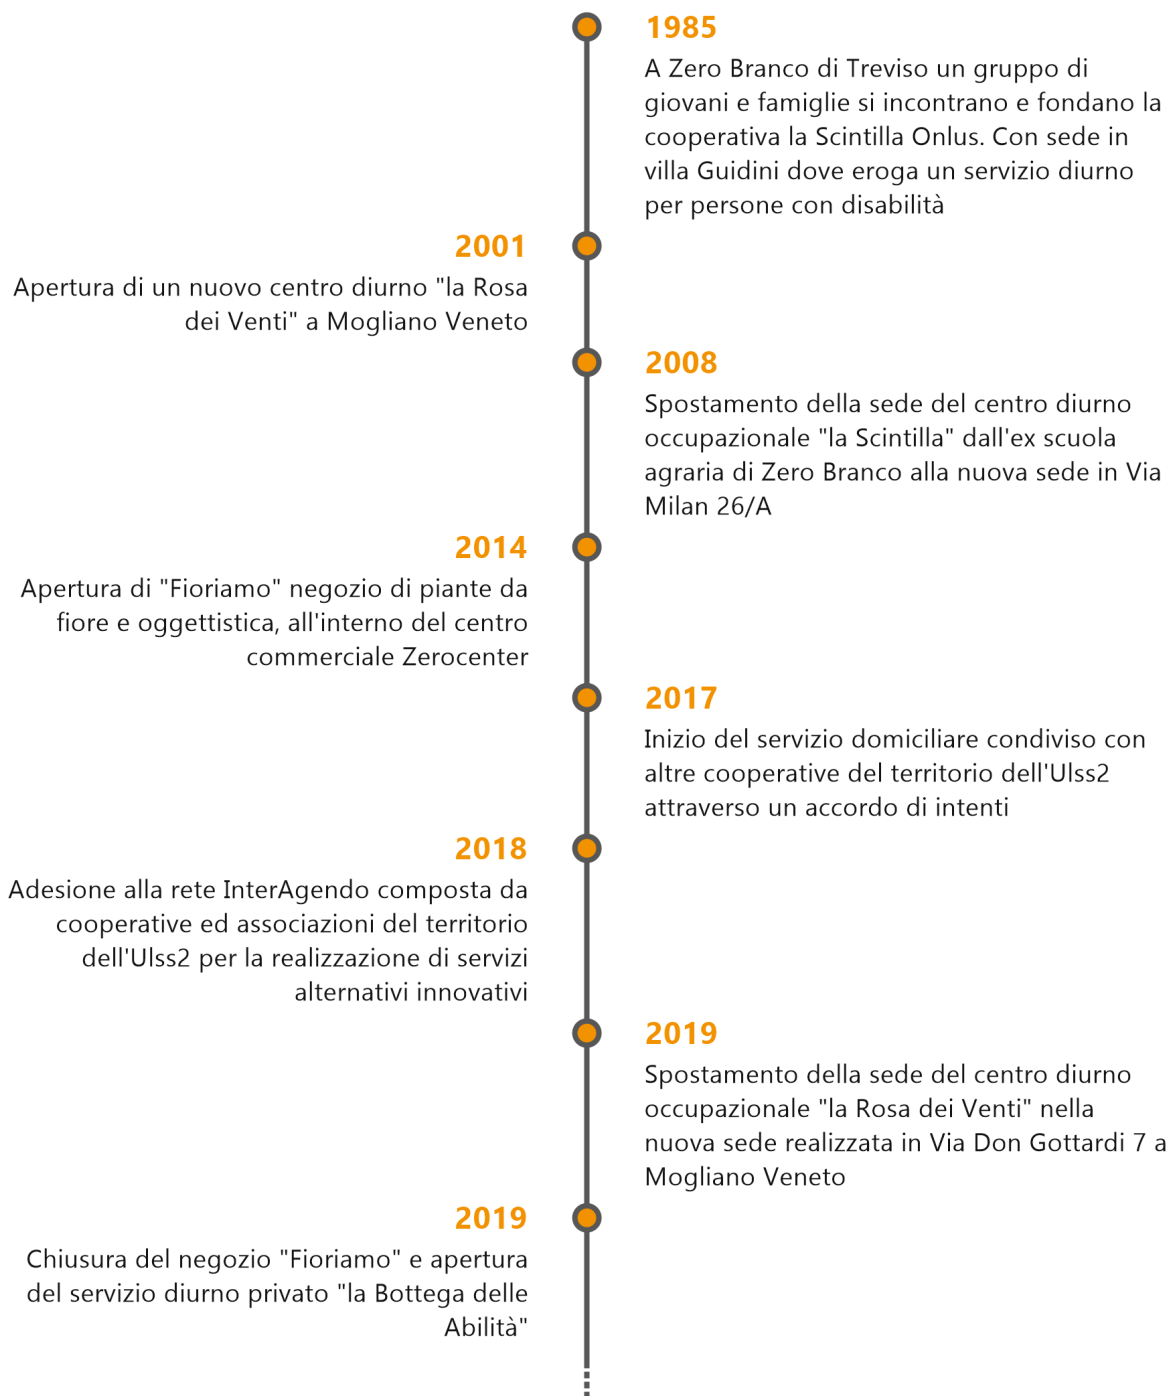 1985
A Zero Branco di Treviso un gruppo di
giovani e famiglie si incontrano e fondano la
cooperativa la Scintilla Onlus. Con sede in
villa Guidini dove eroga un servizio diurno
per persone con disabilità
2001
Apertura di un nuovo centro diurno "la Rosa
dei Venti" a Mogliano Veneto
2008
Spostamento della sede del centro diurno
occupazionale "la Scintilla" dall'ex scuola
agraria di Zero Branco alla nuova sede in Via
Milan 26/A
2014
Apertura di "Fioriamo" negozio di piante da
fiore e oggettistica, all'interno del centro
commerciale Zerocenter
2017
Inizio del servizio domiciliare condiviso con
altre cooperative del territorio dell'Ulss2
attraverso un accordo di intenti
2018
Adesione alla rete InterAgendo composta da
cooperative ed associazioni del territorio
dell'Ulss2 per la realizzazione di servizi
alternativi innovativi
2019
Spostamento della sede del centro diurno
occupazionale "la Rosa dei Venti" nella
nuova sede realizzata in Via Don Gottardi 7 a
Mogliano Veneto
2019
Chiusura del negozio "Fioriamo" e apertura
del servizio diurno privato "la Bottega delle
Abilità"